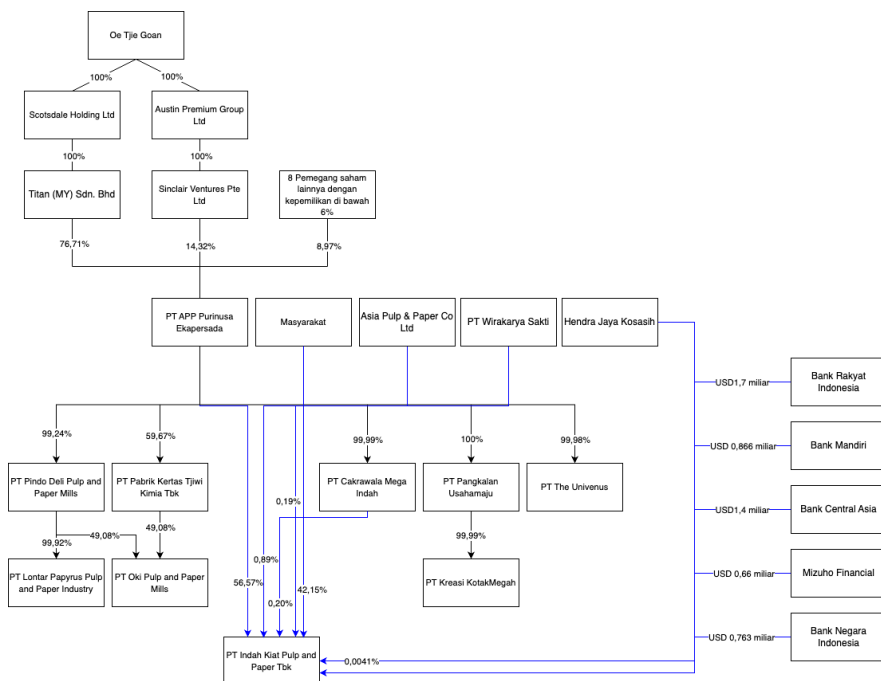 Oe Tjie Goan
100%
100%
Scotsdale Holding Ltd
Austin Premium Group
Ltd
100%
100%
Titan (MY) Sdn. Bhd
Sinclair Ventures Pte
Ltd
8 Pemegang saham
lainnya dengan
kepemilikan di bawah
6%
76,71%
14,32%
8,97%
PT APP Purinusa
Ekapersada
Masyarakat
Asia Pulp & Paper Co
Ltd
PT Wirakarya Sakti
Hendra Jaya Kosasih
USD1,7 miliar
Bank Rakyat
Indonesia
99,24%
59,67%
99,99%
100%
99,98%
USD 0,866 miliar
Bank Mandiri
PT Pindo Deli Pulp and
Paper Mills
PT Pabrik Kertas Tjiwi
Kimia Tbk
PT Cakrawala Mega
Indah
PT Pangkalan
Usahamaju
PT The Univenus
0,19%
USD1,4 miliar
Bank Central Asia
99,92%
49,08%
49,08%
99,99%
0,89%
PT Lontar Papyrus Pulp
and Paper Industry
PT Oki Pulp and Paper
Mills
56,57%
0,20%
42,15%
PT Kreasi KotakMegah
USD 0,66 miliar
Mizuho Financial
USD 0,763 miliar
Bank Negara
Indonesia
PT Indah Kiat Pulp and
Paper Tbk
0,0041%